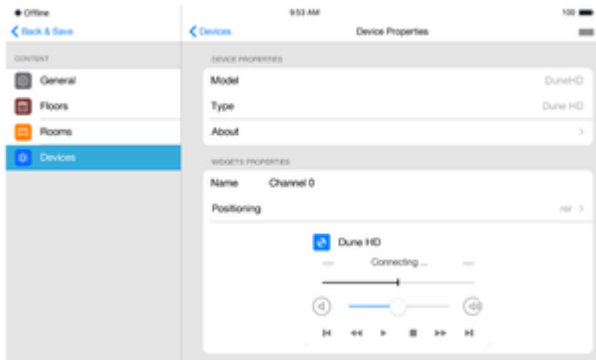 Offline 9:53 AM 100
Back & Save
Devices
Device Properties
CONTENT
General
Floors
Rooms
Devices
DEVICE PROPERTIES
Model DuneHD
Type Dune HD
About
WIDGETS PROPERTIES
Name Channel 0
Positioning
Dune HD
Connecting ...